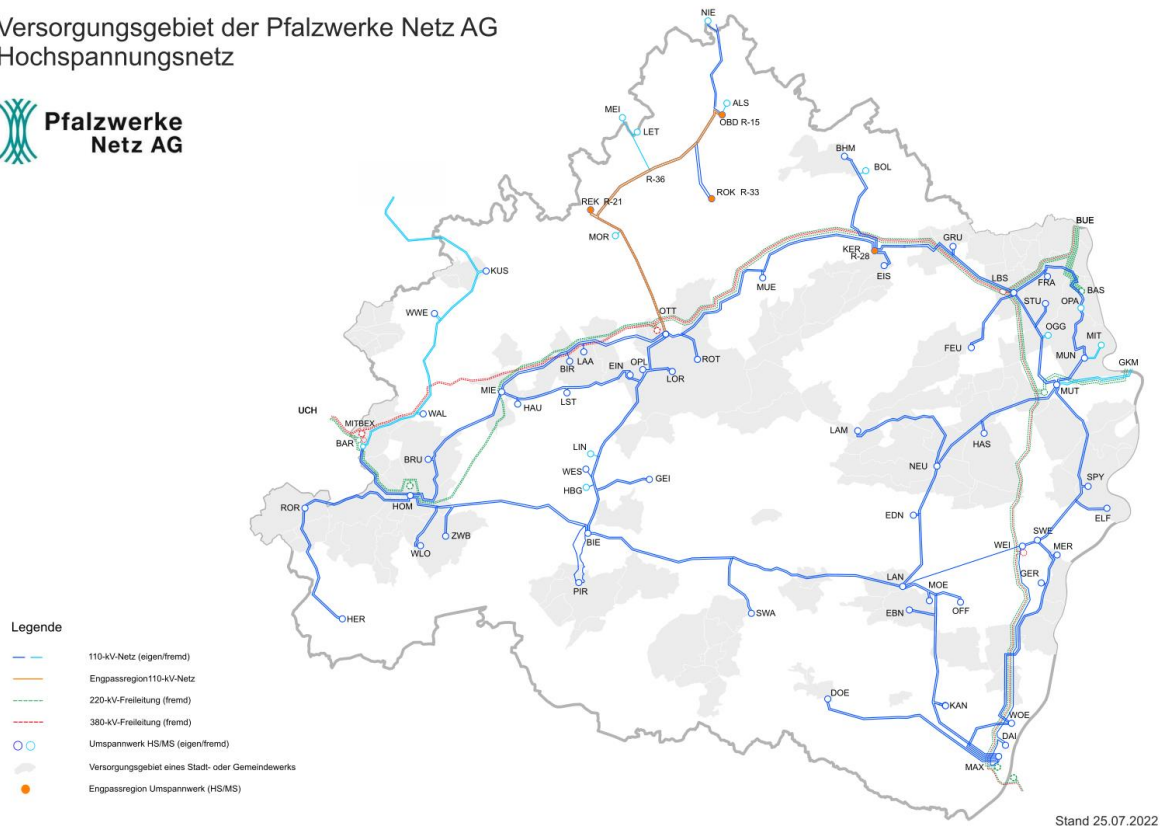 Versorgungsgebiet der Pfalzwerke Netz AG
Hochspannungsnetz
Pfalzwerke
Netz AG
NIE
ALS
OBD R-15
MEI
LET
R-36
BHM
BOL
REK R-21
ROK R-33
MOR
BUE
GRU
KER
R-28
EIS
LBS
FRA
BAS
KUS
MUE
STU
OPA
WWE
OTT
OGG
MIT
FEU
MUN
GKM
LAA
BIR
EIN
OPL
ROT
LOR
MIE
MUT
HAU
LST
UCH
WAL
MITBEX
BAR
LAM
HAS
BRU
LIN
NEU
WES
HBG
GEI
SPY
ROR
HOM
EDN
ELF
ZWB
WLO
BIE
SWE
WEI
MER
LAN
GER
PIR
MOE
OFF
EBN
HER
SWA
DOE
KAN
WOE
DAI
MAX
Legende
110-kV-Netz (eigen/fremd)
Engpassregion110-kV-Netz
220-kV-Freileitung (fremd)
380-kV-Freileitung (fremd)
Umspannwerk HS/MS (eigen/fremd)
Versorgungsgebiet eines Stadt- oder Gemeindewerks
Engpassregion Umspannwerk (HS/MS)
Stand 25.07.2022